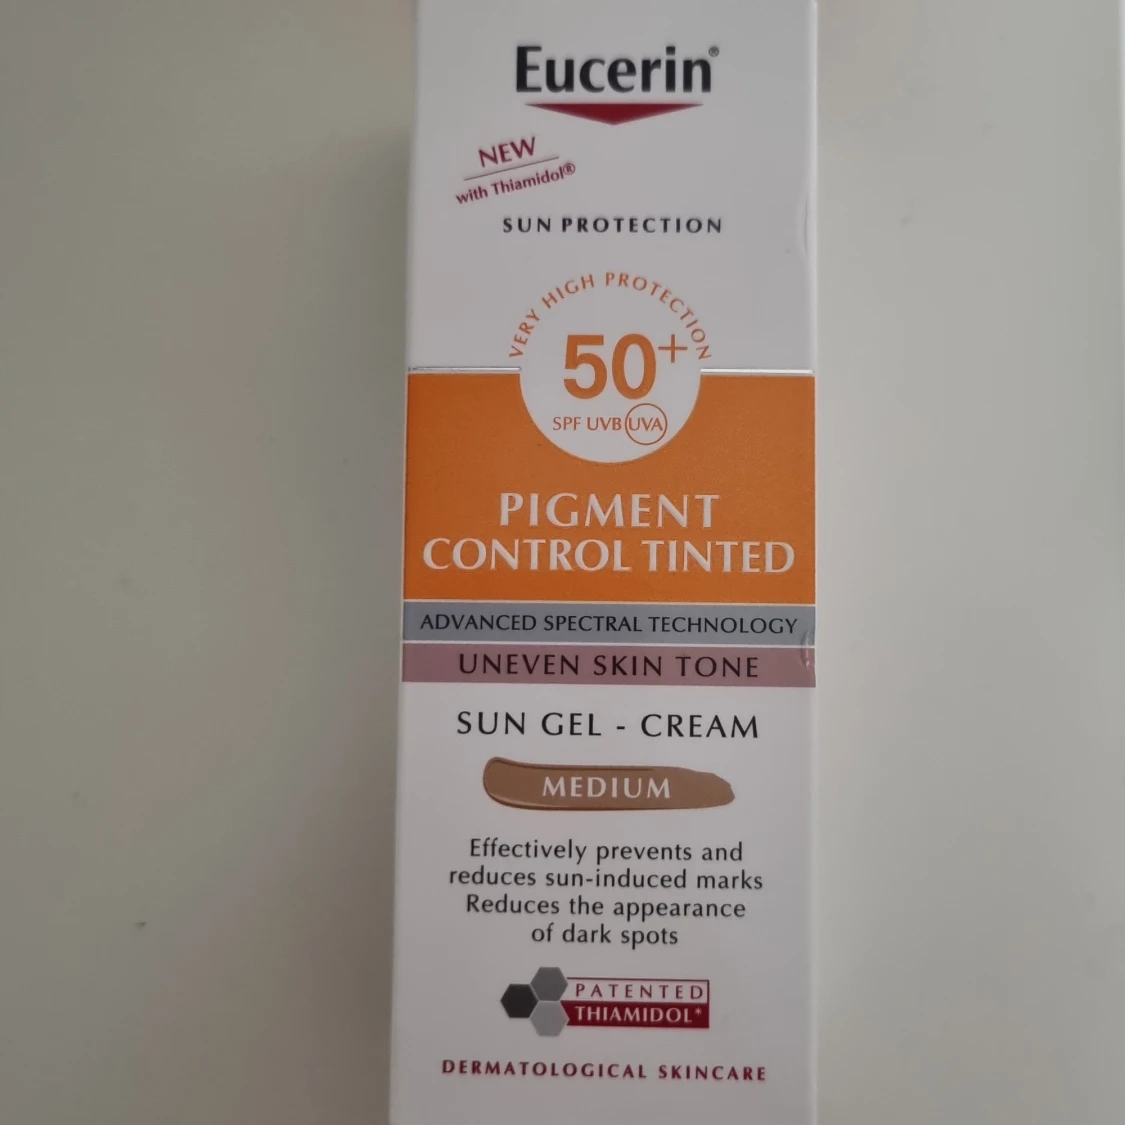 Eucerin®
NEW
with Thiamidol®
SUN PROTECTION
VERY HIGH PROTECTION
50+
SPF UVB UVA
PIGMENT
CONTROL TINTED
ADVANCED SPECTRAL TECHNOLOGY
UNEVEN SKIN TONE
SUN GEL - CREAM
MEDIUM
Effectively prevents and
reduces sun-induced marks
Reduces the appearance
of dark spots
PATENTED
THIAMIDOL*
DERMATOLOGICAL SKINCARE